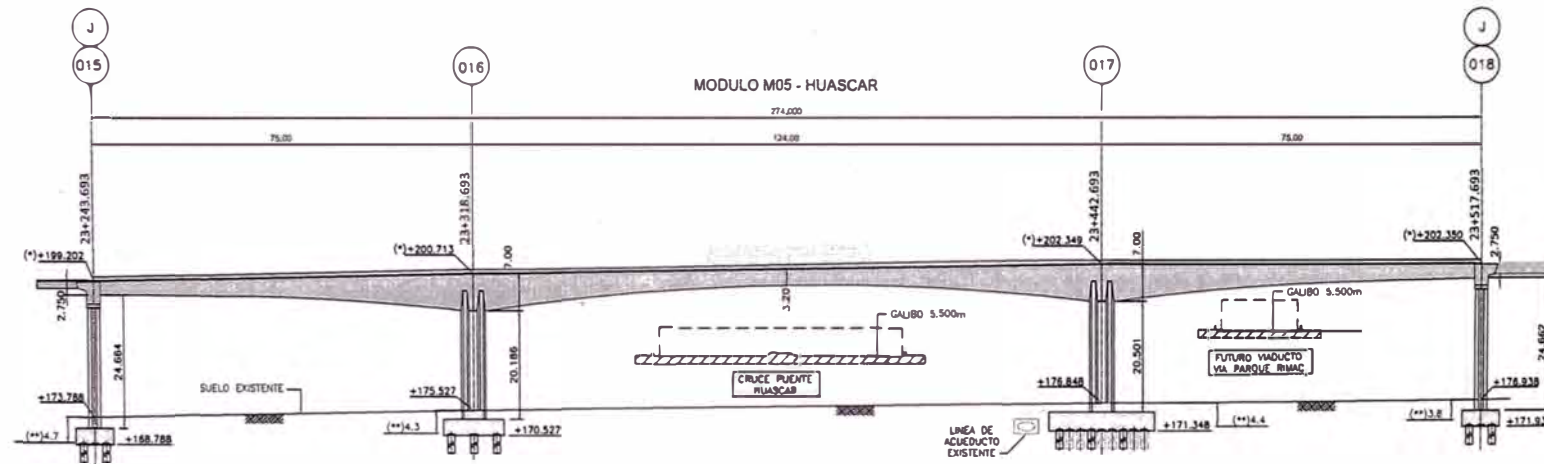 J
J
015
016
017
018
MODULO M05 - HUASCAR
274,000
75.00
124.00
75.00
23+243.693
23+318.693
23+442.693
23+517.693
(*)+199.202
(*)+200.713
7.00
(*)+202.349
7.00
(*)+202.350
2.750
2.750
3.20
GALIBO 5.500m
GALIBO 5.500m
24.664
20.186
20.501
24.662
CRUCE PUENTE
HUASCAR
FUTURO VIADUCTO
VIA PARQUE RIMAC
SUELO EXISTENTE
+173.788
+175.527
+176.848
+176.938
(**)4.7
+168.788
(**)4.3
+170.527
LINEA DE
ACUEDUCTO
EXISTENTE
+171.348
(**)4.4
(**)3.8